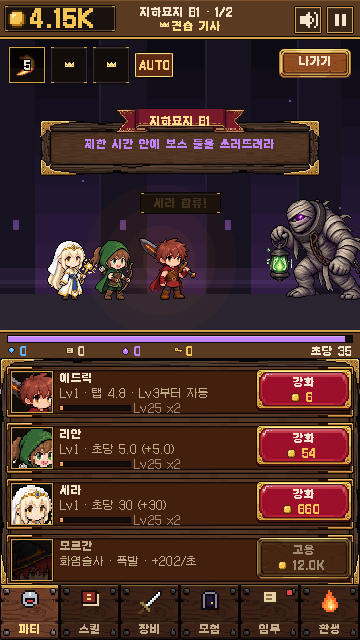 4.15K
지하묘지 B1 · 1/2
견습 기사
5
AUTO
나가기
지하묘지 B1
제한 시간 안에 보스 둘을 쓰러뜨려라
세라 합류!
0 0 0 0 초당 35
에드릭
Lv1 · 탭 4.8 · Lv3부터 자동
Lv25 x2
강화
6
리안
Lv1 · 초당 5.0 (+5.0)
Lv25 x2
강화
54
세라
Lv1 · 초당 30 (+30)
Lv25 x2
강화
660
모르간
화염술사 · 폭발 · +202/초
고용
12.0K
파티 스킬 장비 모험 임무 환생